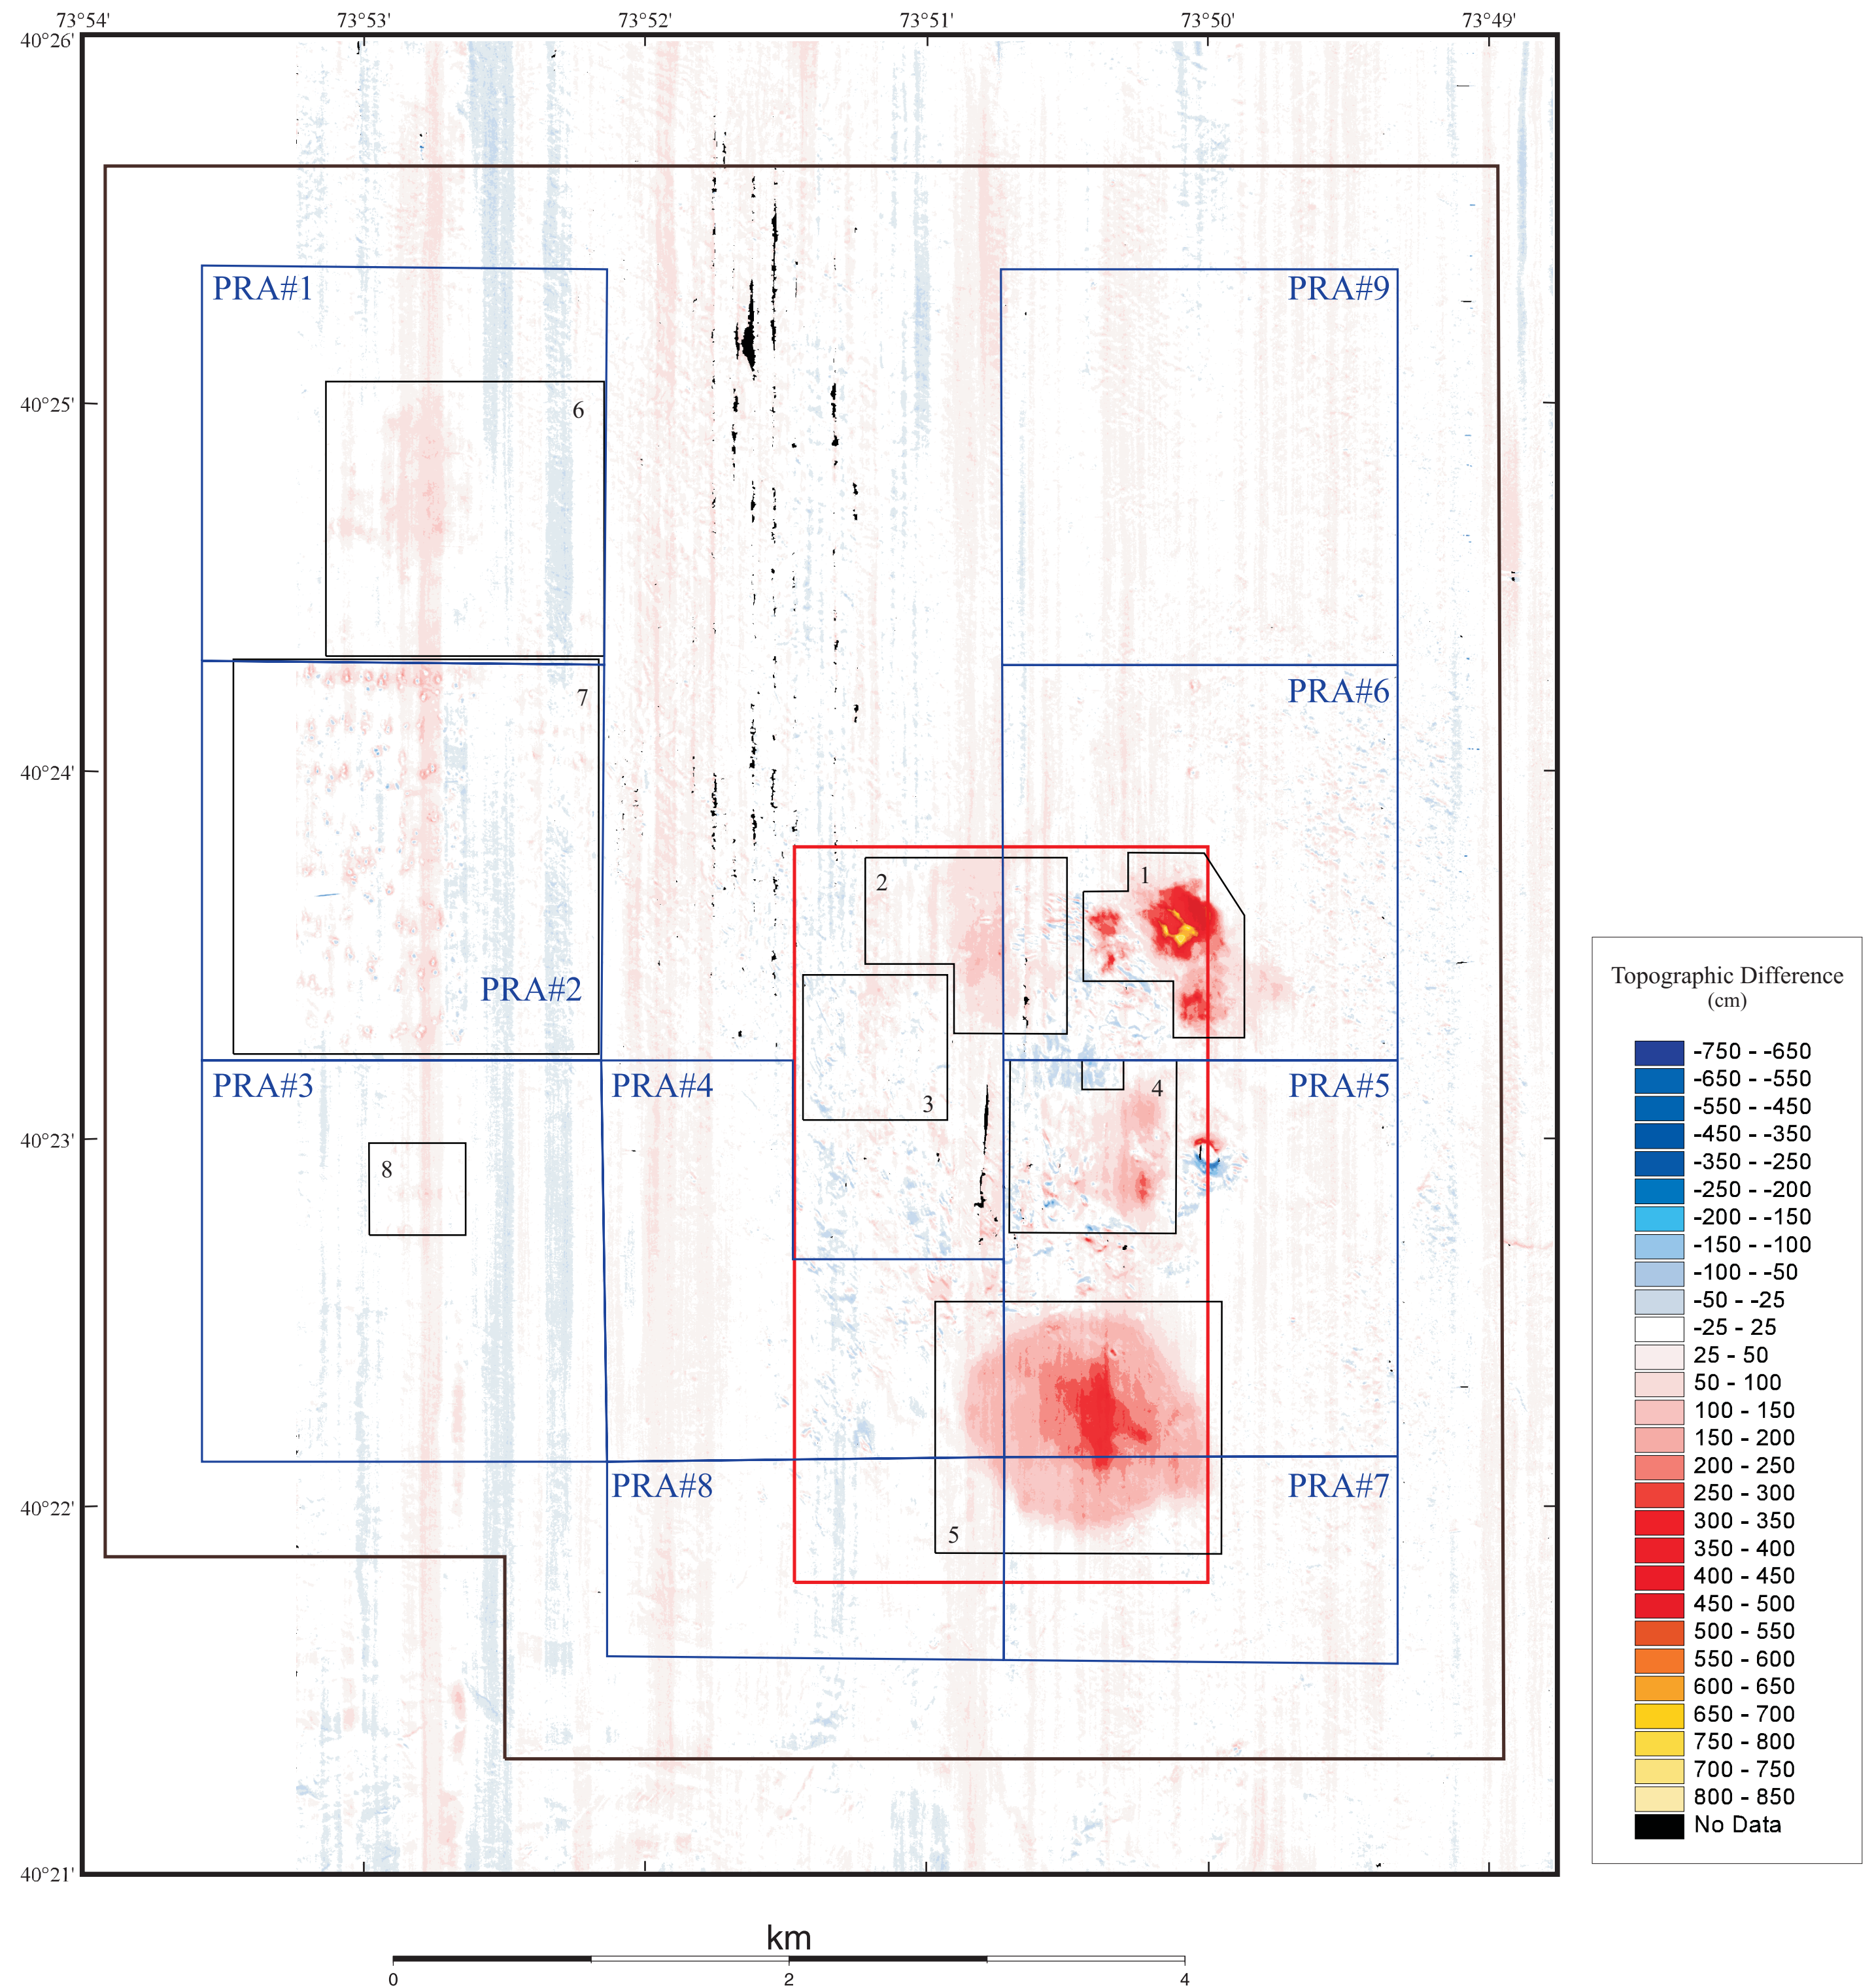 73°54' 73°53' 73°52' 73°51' 73°50' 73°49'
40°26'
PRA#1 PRA#9
40°25'
6
PRA#6
7
40°24'
2 1
Topographic Difference
(cm)
PRA#2
-750 - -650
PRA#3 PRA#4 4 PRA#5
-650 - -550
3
-550 - -450
40°23'
-450 - -350
8
-350 - -250
-250 - -200
-200 - -150
-150 - -100
-100 - -50
-50 - -25
-25 - 25
25 - 50
50 - 100
100 - 150
150 - 200
200 - 250
PRA#8 PRA#7
250 - 300
40°22'
300 - 350
5
350 - 400
400 - 450
450 - 500
500 - 550
550 - 600
600 - 650
650 - 700
750 - 800
700 - 750
800 - 850
No Data
40°21'
km
0 2 4